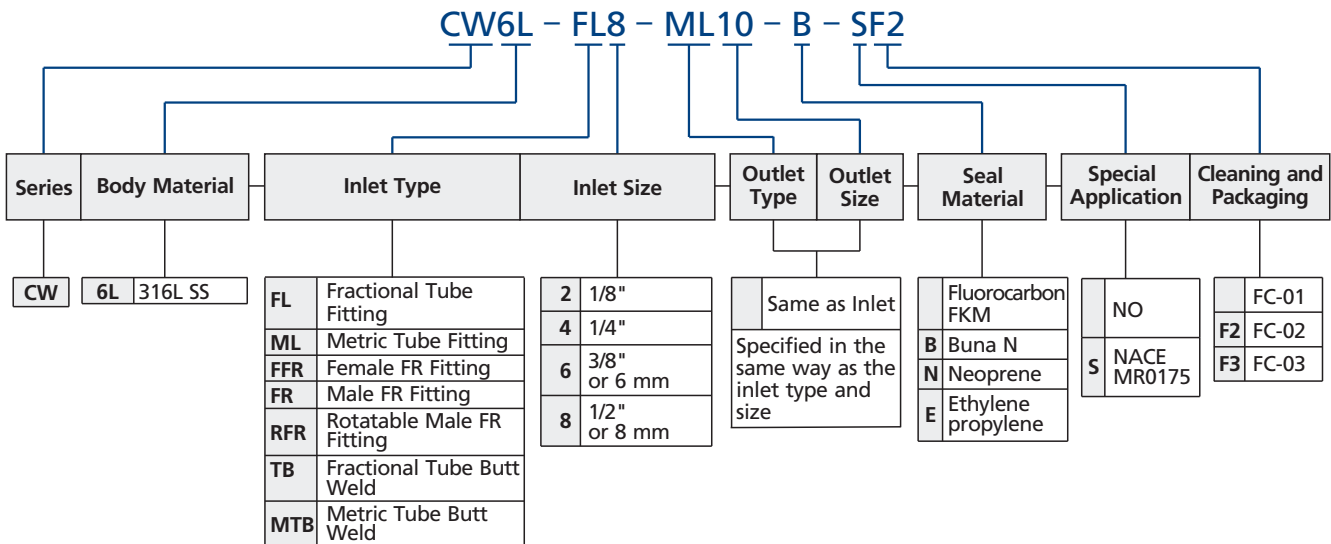 CW6L – FL8 – ML10 – B – SF2
Series
Body Material
Inlet Type
Inlet Size
Outlet
Type
Outlet
Size
Seal
Material
Special
Application
Cleaning and
Packaging
CW
6L 316L SS
FL Fractional Tube
Fitting
ML Metric Tube Fitting
FFR Female FR Fitting
FR Male FR Fitting
RFR Rotatable Male FR
Fitting
TB Fractional Tube Butt
Weld
MTB Metric Tube Butt
Weld
2 1/8"
4 1/4"
6 3/8"
or 6 mm
8 1/2"
or 8 mm
Same as Inlet
Specified in the
same way as the
inlet type and
size
Fluorocarbon
FKM
B Buna N
N Neoprene
E Ethylene
propylene
NO
S NACE
MR0175
FC-01
F2 FC-02
F3 FC-03